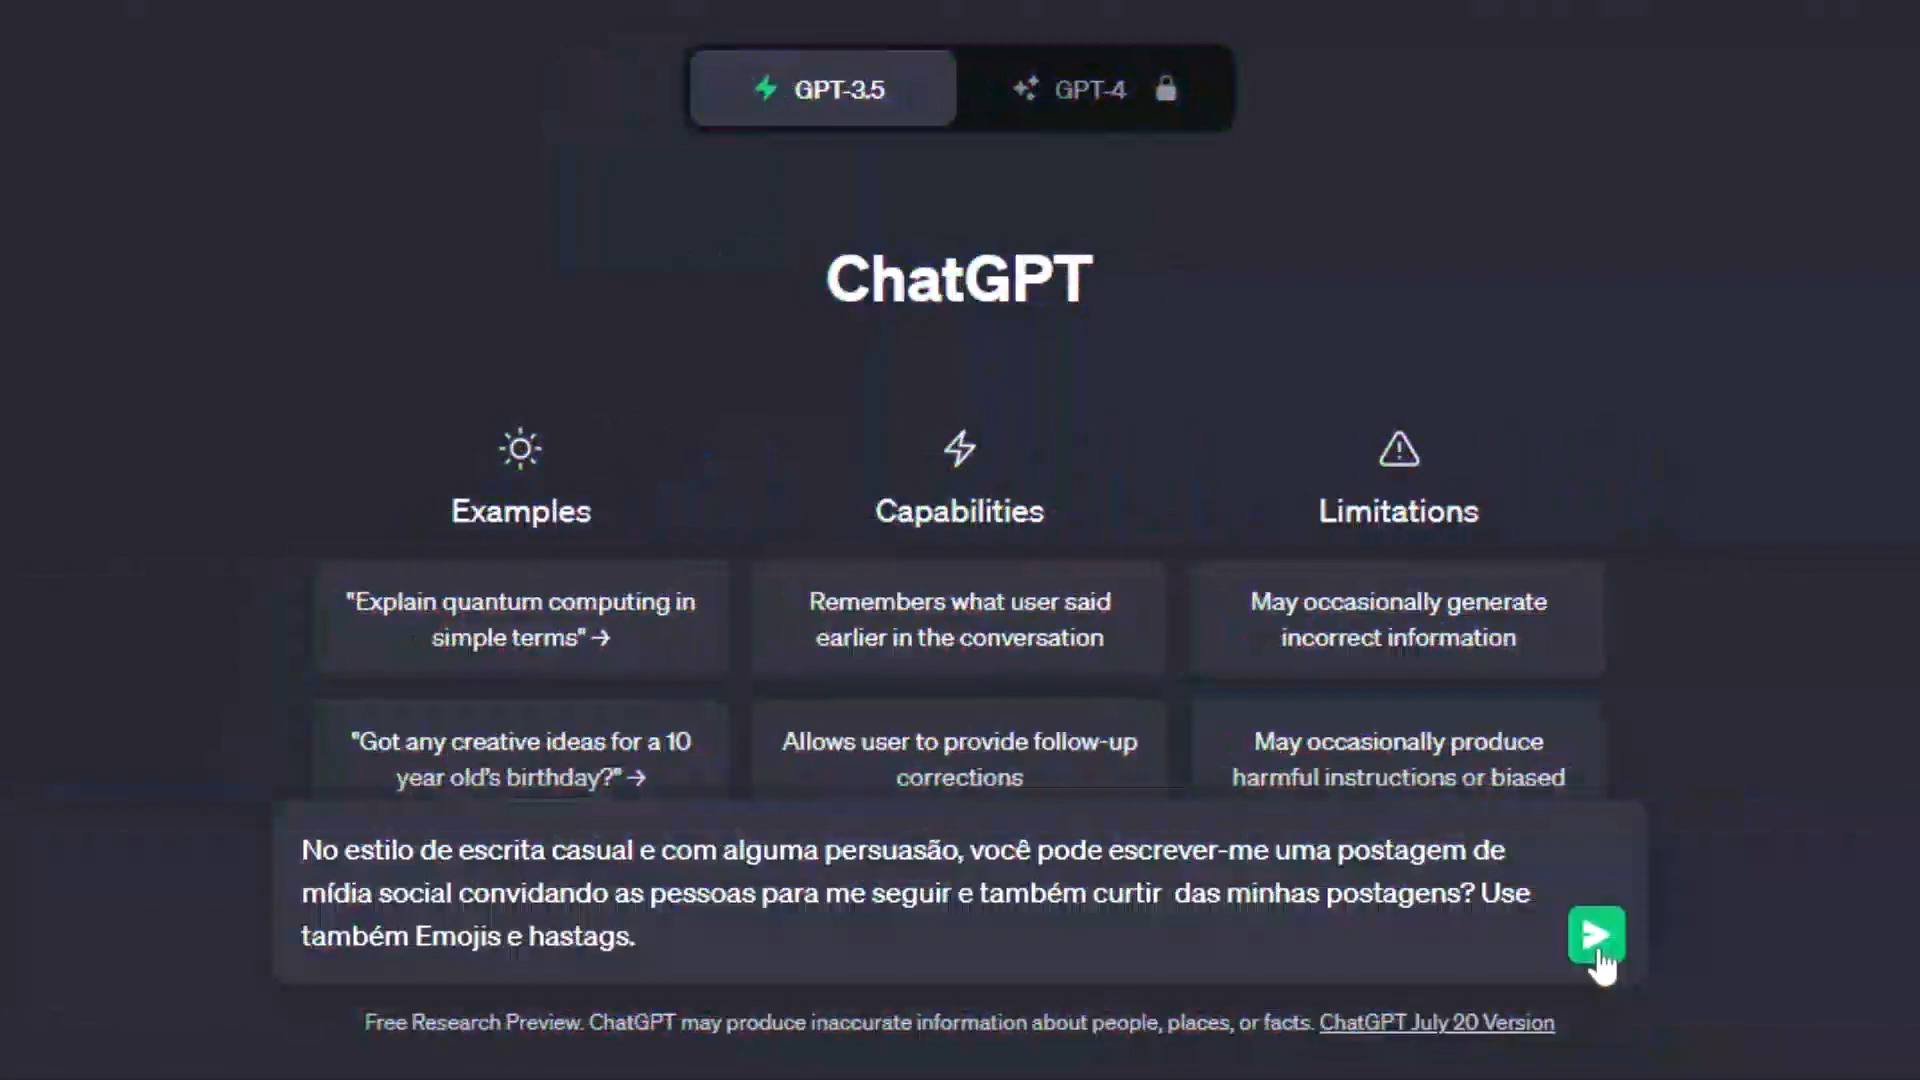 GPT-3.5
GPT-4
ChatGPT
Examples
Capabilities
Limitations
"Explain quantum computing in
simple terms" →
Remembers what user said
earlier in the conversation
May occasionally generate
incorrect information
"Got any creative ideas for a 10
year old's birthday?" →
Allows user to provide follow-up
corrections
May occasionally produce
harmful instructions or biased
No estilo de escrita casual e com alguma persuasão, você pode escrever-me uma postagem de
mídia social convidando as pessoas para me seguir e também curtir  das minhas postagens? Use
também Emojis e hastags.
Free Research Preview. ChatGPT may produce inaccurate information about people, places, or facts. ChatGPT July 20 Version